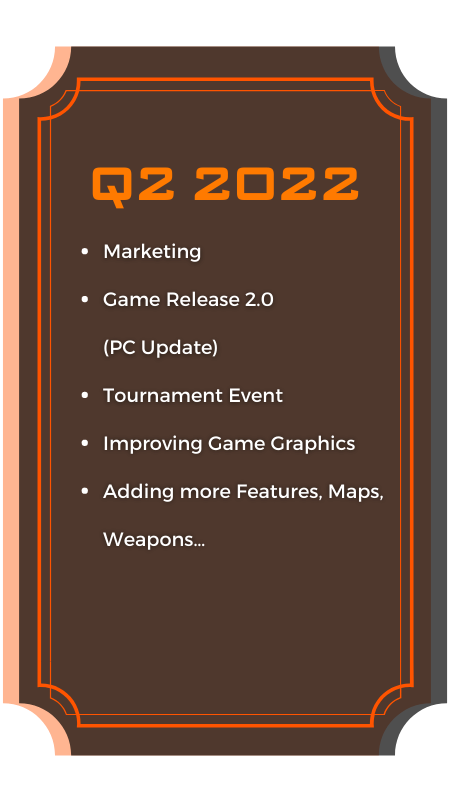 Q2 2022
• Marketing
• Game Release 2.0
(PC Update)
• Tournament Event
• Improving Game Graphics
• Adding more Features, Maps,
Weapons...